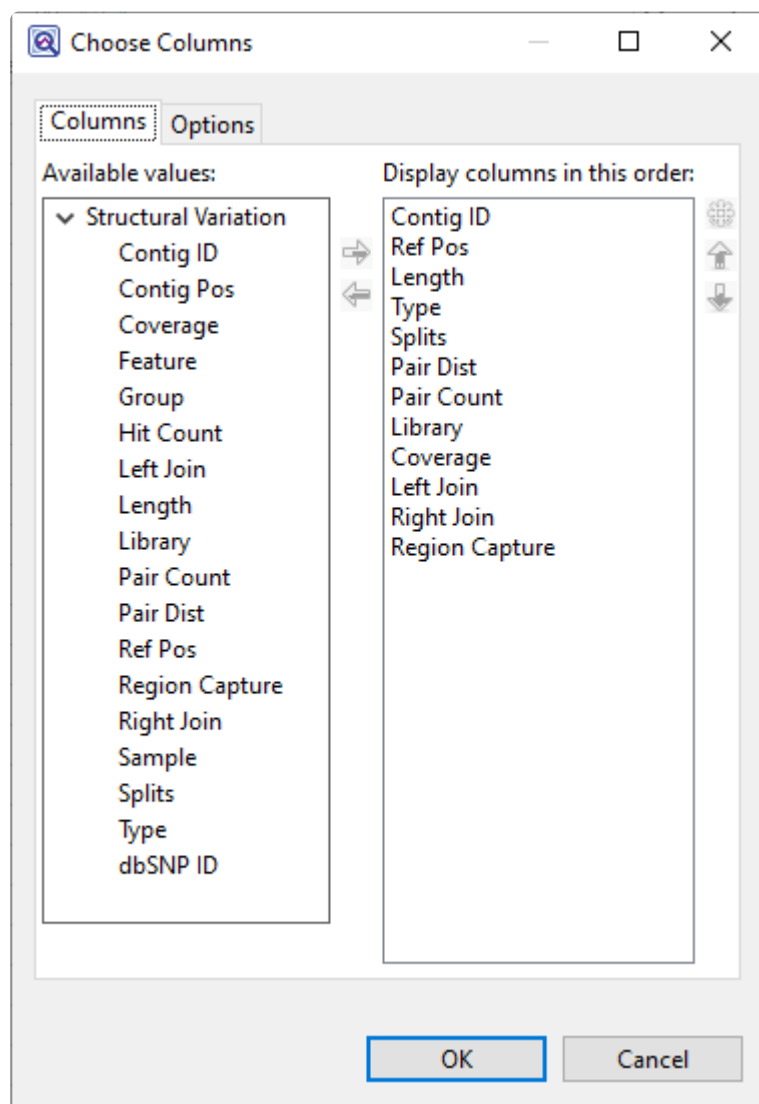 Choose Columns
Columns
Options
Available values:
Structural Variation
Contig ID
Contig Pos
Coverage
Feature
Group
Hit Count
Left Join
Length
Library
Pair Count
Pair Dist
Ref Pos
Region Capture
Right Join
Sample
Splits
Type
dbSNP ID
Display columns in this order:
Contig ID
Ref Pos
Length
Type
Splits
Pair Dist
Pair Count
Library
Coverage
Left Join
Right Join
Region Capture
OK
Cancel